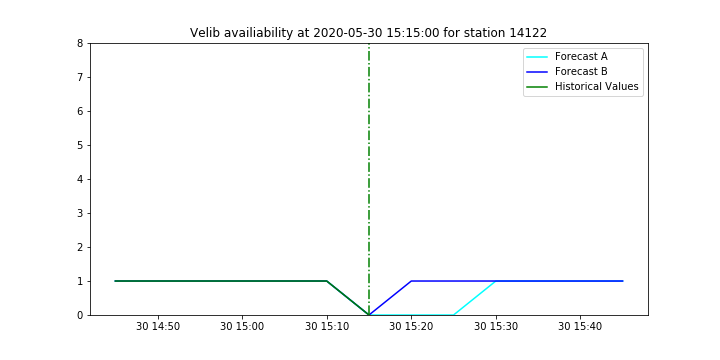 Velib availiability at 2020-05-30 15:15:00 for station 14122
8
7
6
5
4
3
2
1
0
Forecast A
Forecast B
Historical Values
30 14:50 30 15:00 30 15:10 30 15:20 30 15:30 30 15:40